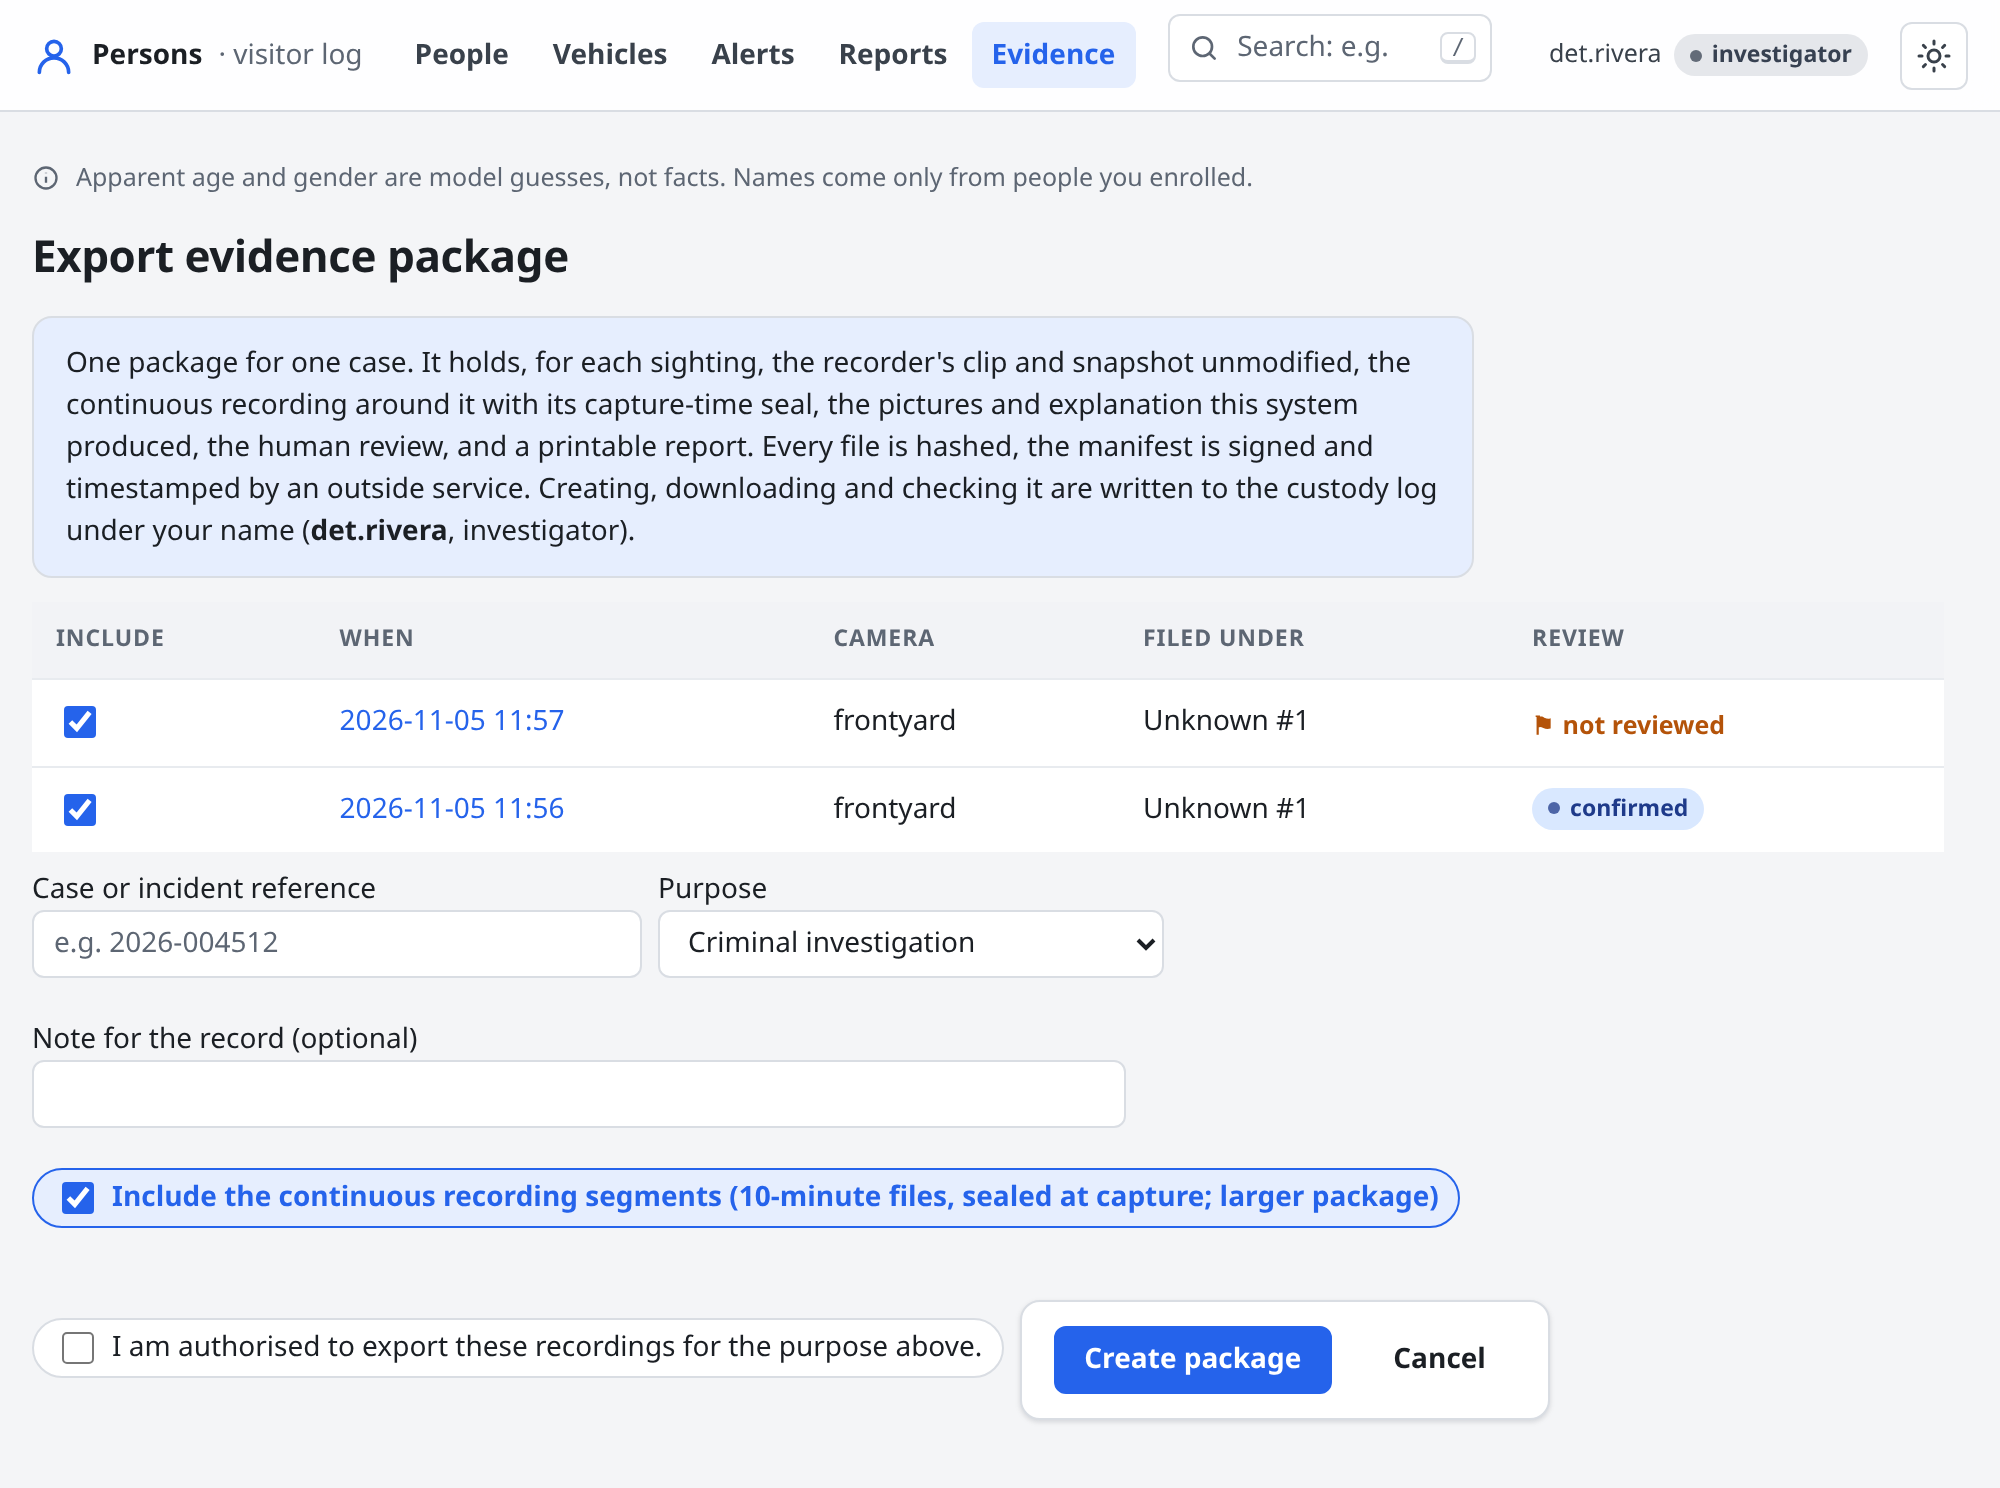 Persons · visitor log People Vehicles Alerts Reports Evidence Search: e.g. / det.rivera investigator
Apparent age and gender are model guesses, not facts. Names come only from people you enrolled.
Export evidence package
One package for one case. It holds, for each sighting, the recorder's clip and snapshot unmodified, the
continuous recording around it with its capture-time seal, the pictures and explanation this system
produced, the human review, and a printable report. Every file is hashed, the manifest is signed and
timestamped by an outside service. Creating, downloading and checking it are written to the custody log
under your name (det.rivera, investigator).
INCLUDE WHEN CAMERA FILED UNDER REVIEW
2026-11-05 11:57 frontyard Unknown #1 not reviewed
2026-11-05 11:56 frontyard Unknown #1 confirmed
Case or incident reference Purpose
e.g. 2026-004512 Criminal investigation
Note for the record (optional)
Include the continuous recording segments (10-minute files, sealed at capture; larger package)
I am authorised to export these recordings for the purpose above. Create package Cancel